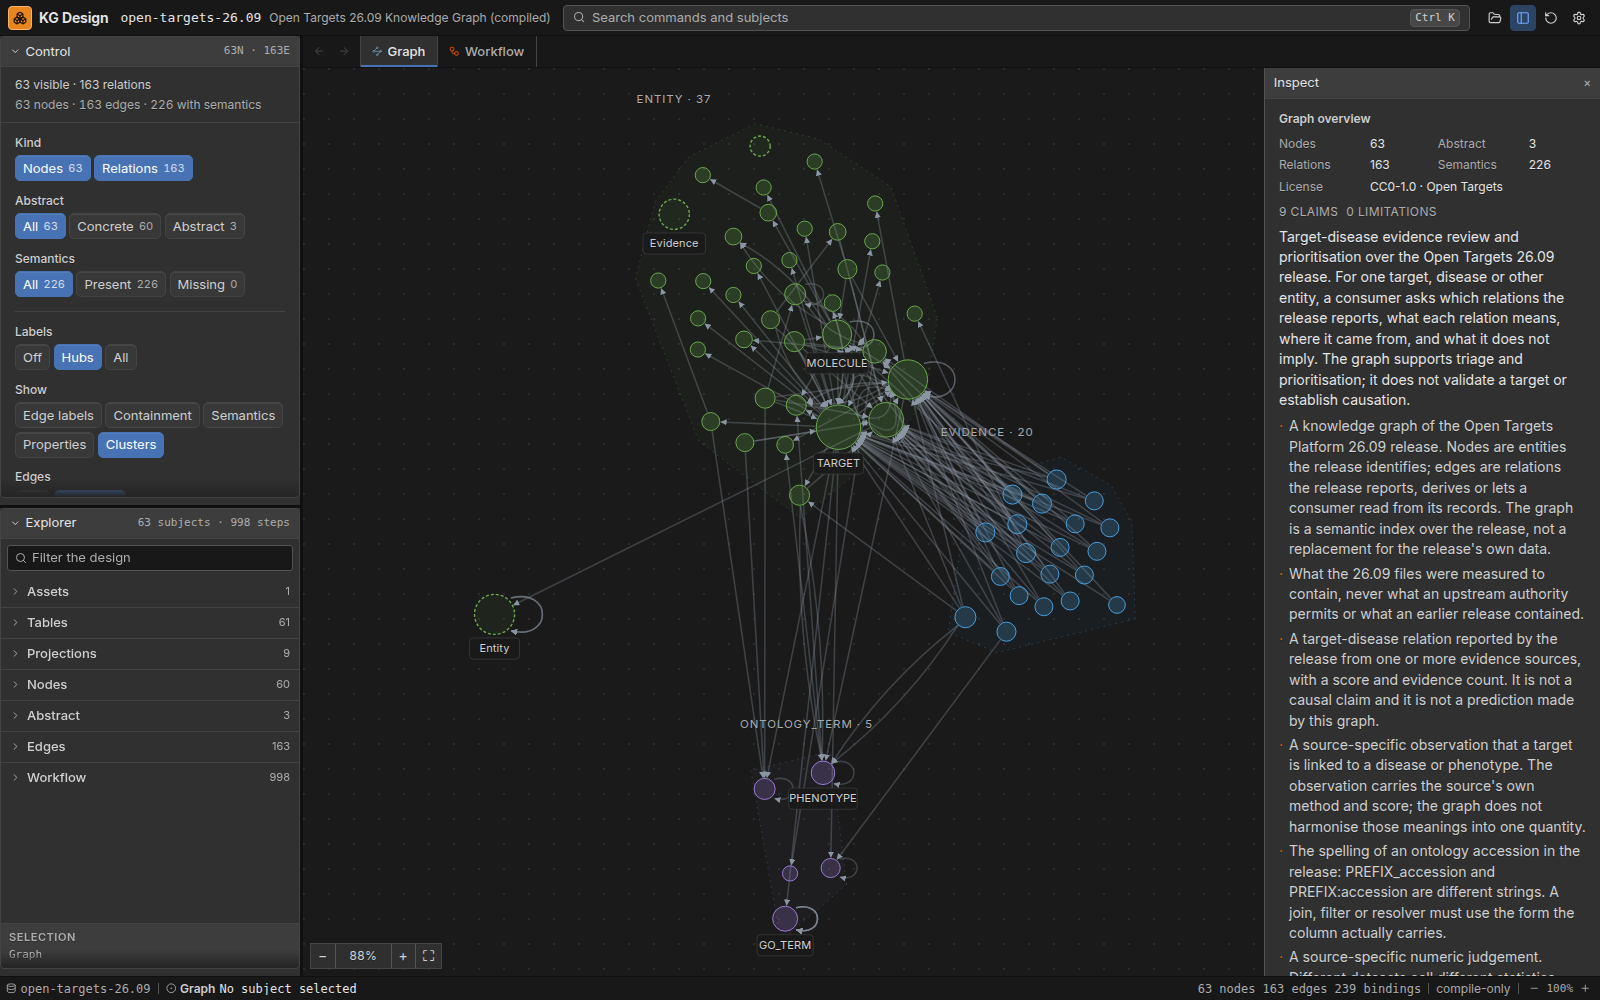 KG Design open-targets-26.09 Open Targets 26.09 Knowledge Graph (compiled) Search commands and subjects Ctrl K
Control 63N · 163E
63 visible · 163 relations
63 nodes · 163 edges · 226 with semantics
Kind
Nodes 63 Relations 163
Abstract
All 63 Concrete 60 Abstract 3
Semantics
All 226 Present 226 Missing 0
Labels
Off Hubs All
Show
Edge labels Containment Semantics
Properties Clusters
Edges
Explorer 63 subjects · 998 steps
Filter the design
Assets 1
Tables 61
Projections 9
Nodes 60
Abstract 3
Edges 163
Workflow 998
SELECTION
Graph
Graph Workflow
ENTITY · 37
Evidence
MOLECULE
EVIDENCE · 20
TARGET
Entity
ONTOLOGY_TERM · 5
PHENOTYPE
GO_TERM
− 88% +
Inspect ×
Graph overview
Nodes 63 Abstract 3
Relations 163 Semantics 226
License CC0-1.0 · Open Targets
9 CLAIMS 0 LIMITATIONS
Target-disease evidence review and
prioritisation over the Open Targets 26.09
release. For one target, disease or other
entity, a consumer asks which relations the
release reports, what each relation means,
where it came from, and what it does not
imply. The graph supports triage and
prioritisation; it does not validate a target or
establish causation.
· A knowledge graph of the Open Targets
Platform 26.09 release. Nodes are entities
the release identifies; edges are relations
the release reports, derives or lets a
consumer read from its records. The graph
is a semantic index over the release, not a
replacement for the release's own data.
· What the 26.09 files were measured to
contain, never what an upstream authority
permits or what an earlier release contained.
· A target-disease relation reported by the
release from one or more evidence sources,
with a score and evidence count. It is not a
causal claim and it is not a prediction made
by this graph.
· A source-specific observation that a target
is linked to a disease or phenotype. The
observation carries the source's own
method and score; the graph does not
harmonise those meanings into one quantity.
· The spelling of an ontology accession in the
release: PREFIX_accession and
PREFIX:accession are different strings. A
join, filter or resolver must use the form the
column actually carries.
· A source-specific numeric judgement.
Different datasets call different statistics
open-targets-26.09 Graph No subject selected 63 nodes 163 edges 239 bindings compile-only − 100% +